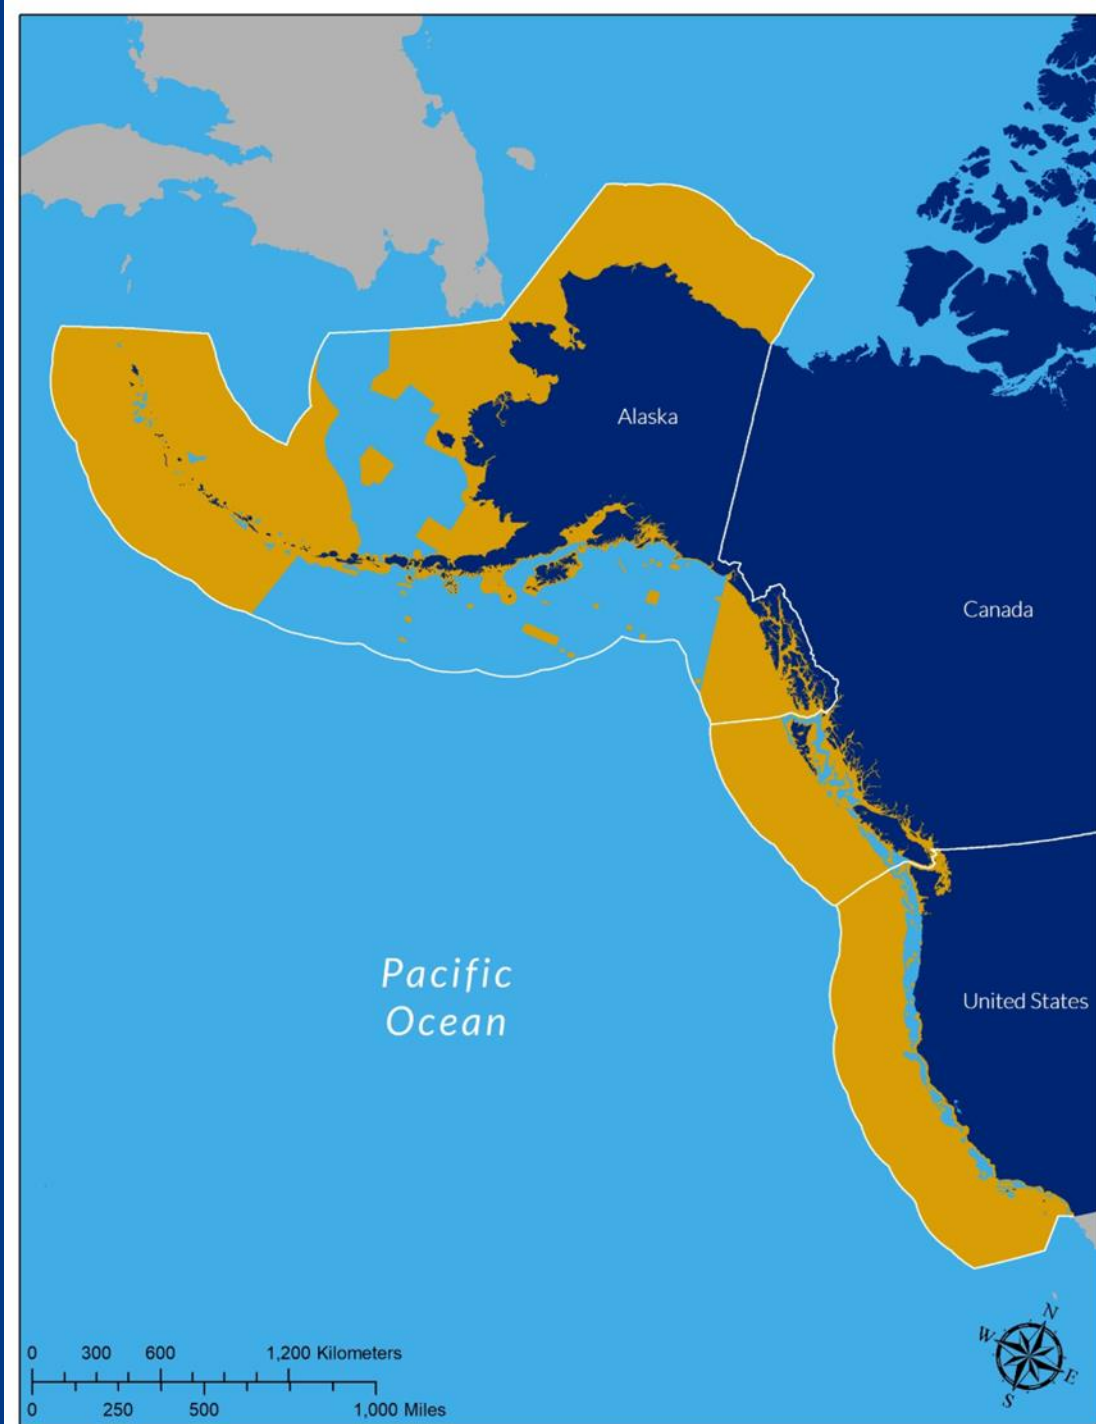 Alaska
Canada
Pacific
Ocean
United States
N
W
E
S
0 300 600 1,200 Kilometers
0 250 500 1,000 Miles